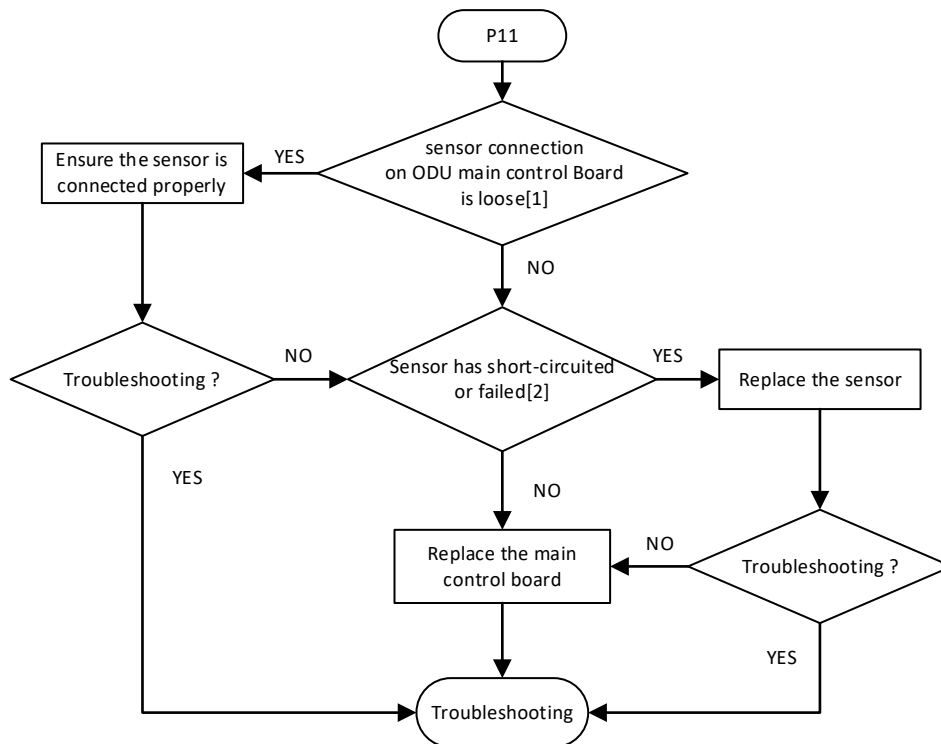 P11
sensor connection
on ODU main control Board
is loose[1]
YES
Ensure the sensor is
connected properly
NO
Troubleshooting ?
NO
Sensor has short-circuited
or failed[2]
YES
Replace the sensor
YES
NO
Replace the main
control board
NO
Troubleshooting ?
YES
Troubleshooting